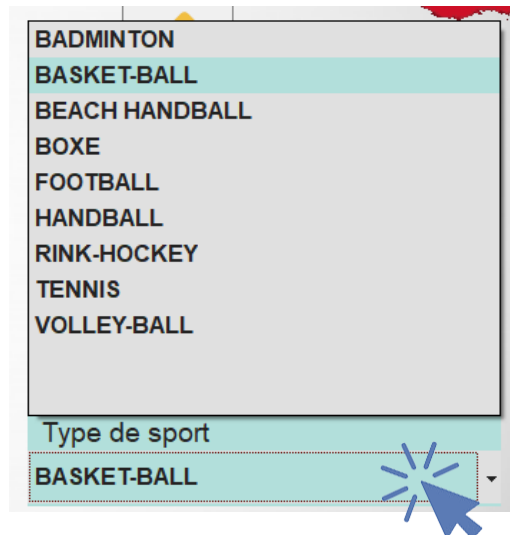 BADMINTON
BASKET-BALL
BEACH HANDBALL
BOXE
FOOTBALL
HANDBALL
RINK-HOCKEY
TENNIS
VOLLEY-BALL
Type de sport
BASKET-BALL